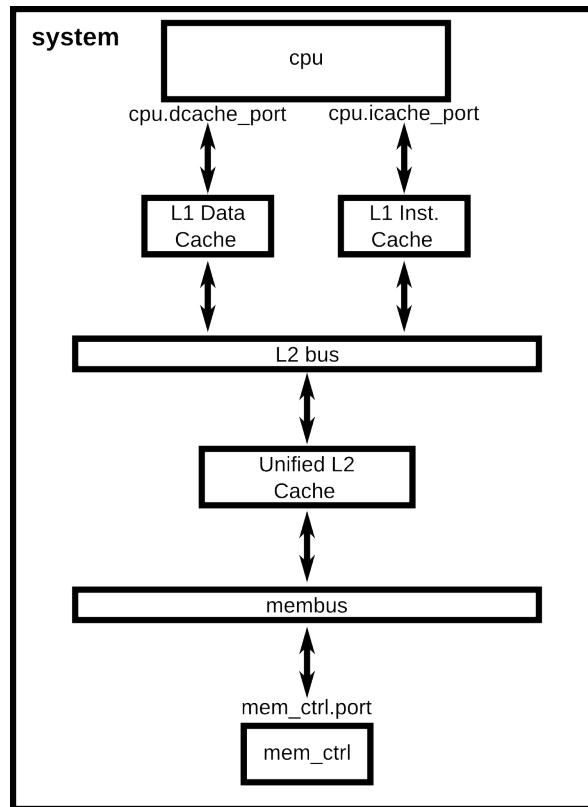 system
cpu
cpu.dcache_port
cpu.icache_port
L1 Data
Cache
L1 Inst.
Cache
L2 bus
Unified L2
Cache
membus
mem_ctrl.port
mem_ctrl